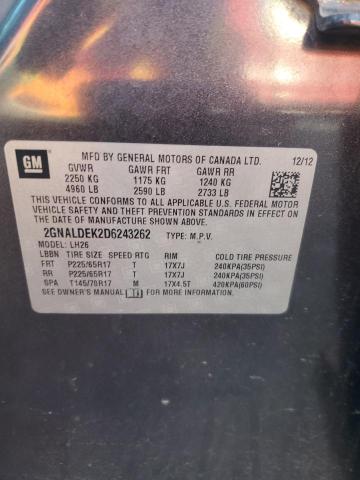 GM
MFD BY GENERAL MOTORS OF CANADA LTD. 12/12
GVWR GAWR FRT GAWR RR
2250 KG 1175 KG 1240 KG
4960 LB 2590 LB 2733 LB
THIS VEHICLE CONFORMS TO ALL APPLICABLE U.S. FEDERAL
MOTOR VEHICLE SAFETY, BUMPER, AND THEFT PREVENTION
STANDARDS IN EFFECT ON THE DATE OF MANUFACTURE SHOWN ABOVE.
2GNALDEK2D6243262 TYPE: M.P.V.
MODEL: LH26
LBBN TIRE SIZE SPEED RTG RIM COLD TIRE PRESSURE
FRT P225/65R17 T 17X7J 240KPA(35PSI)
RR P225/65R17 T 17X7J 240KPA(35PSI)
SPA T145/70R17 M 17X4.5T 420KPA(60PSI)
SEE OWNER'S MANUAL FOR ADDITIONAL INFORMATION.